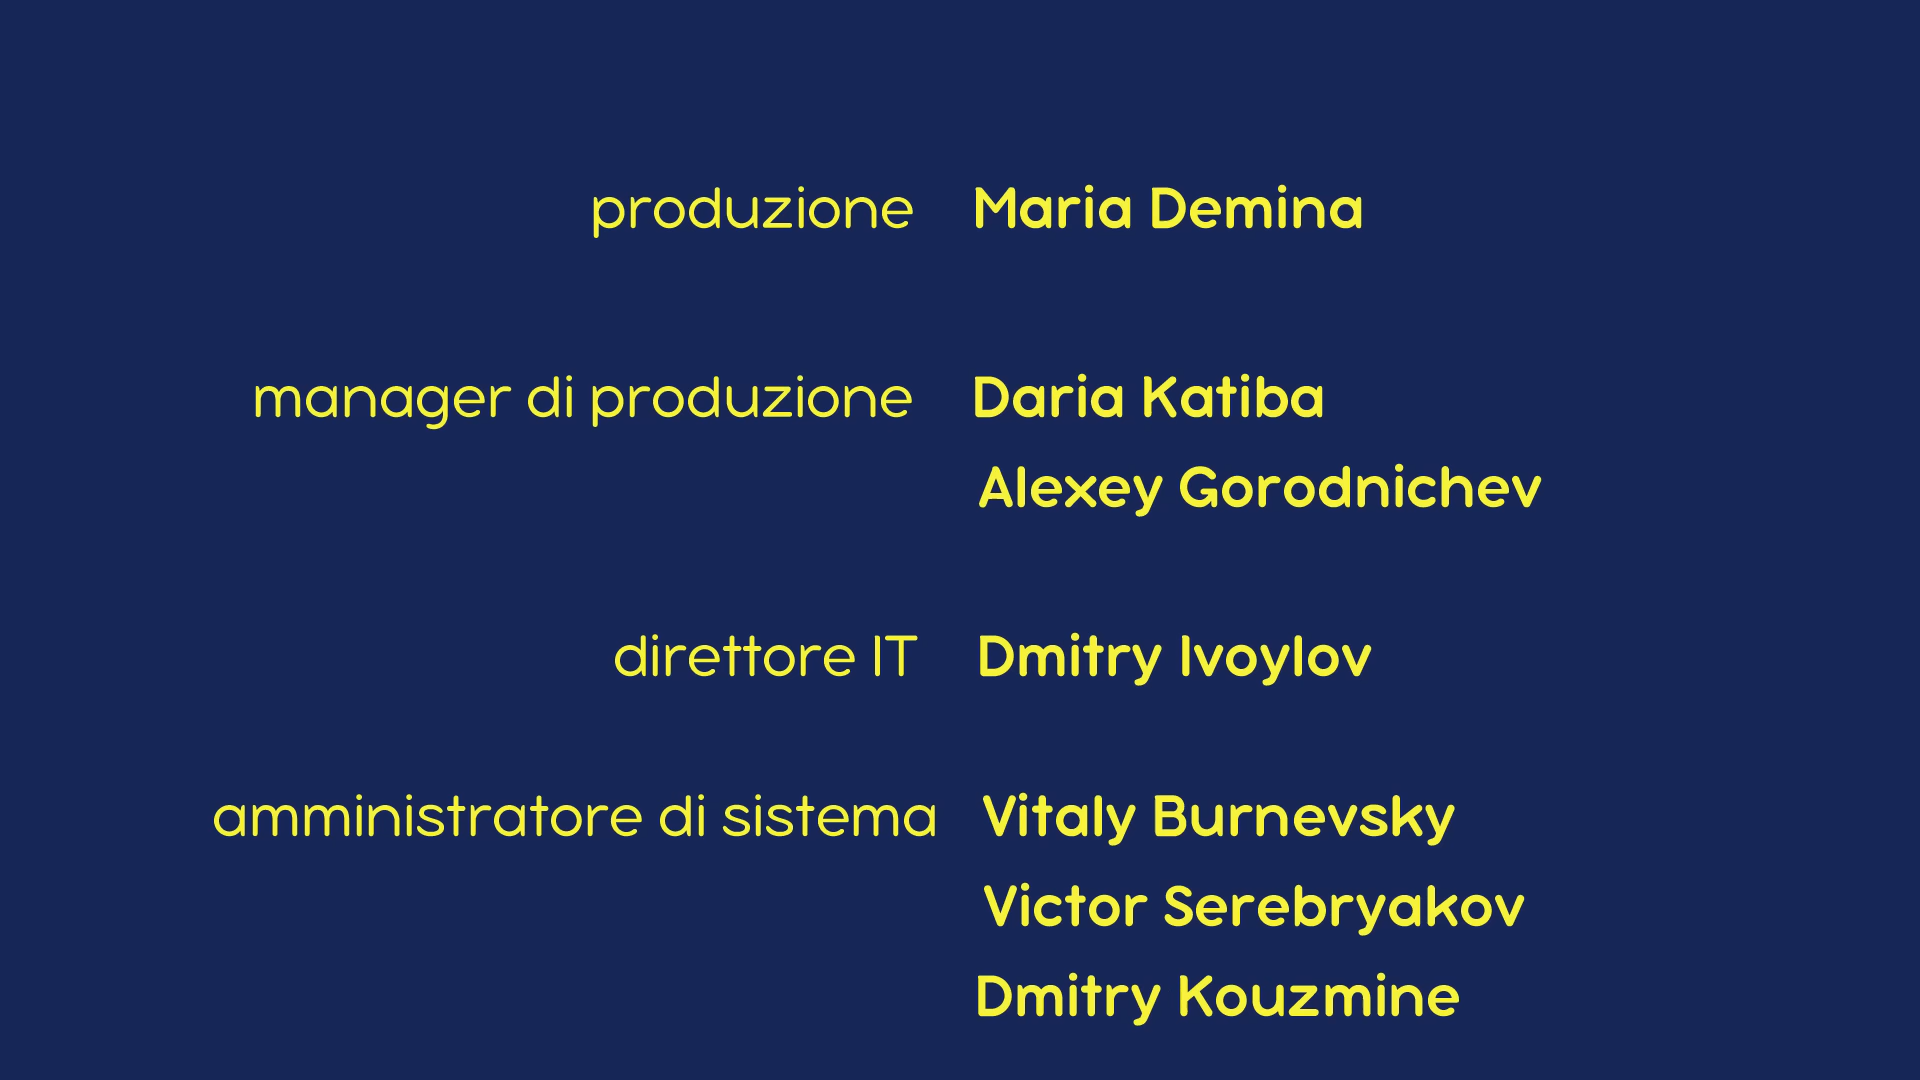 produzione Maria Demina
manager di produzione Daria Katiba
Alexey Gorodnichev
direttore IT Dmitry Ivoylov
amministratore di sistema Vitaly Burnevsky
Victor Serebryakov
Dmitry Kouzmine